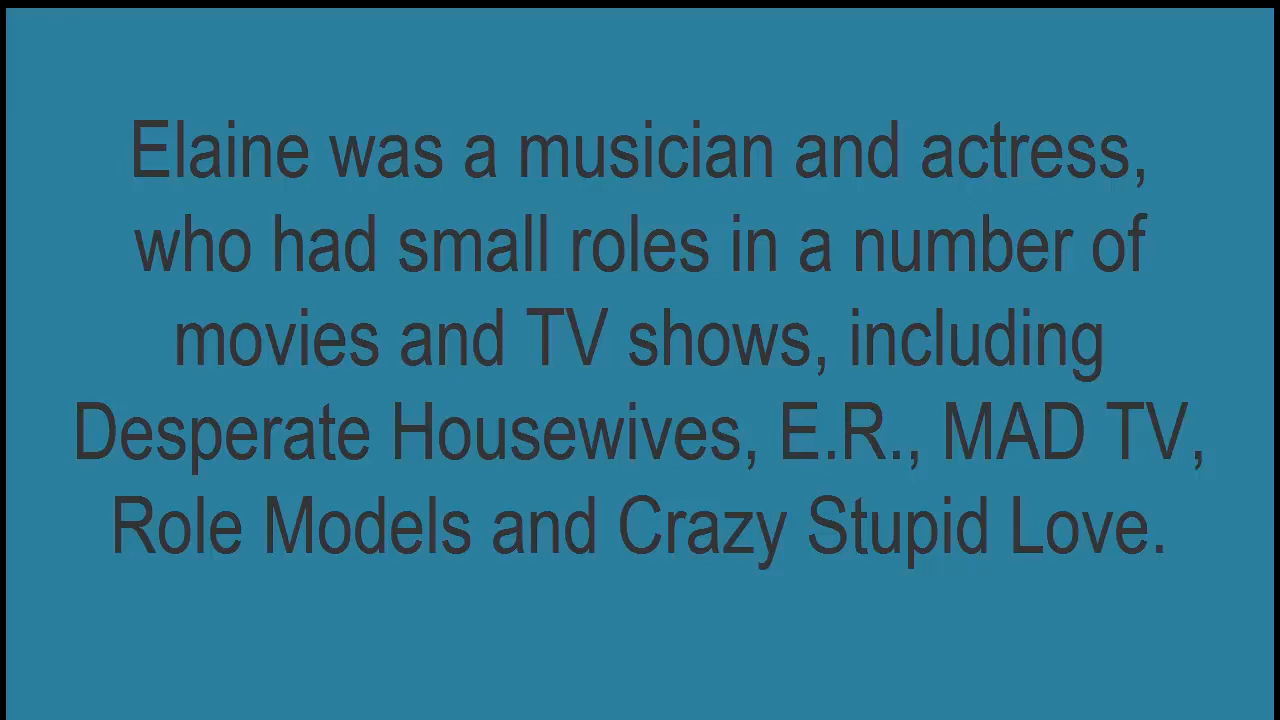 Elaine was a musician and actress,
who had small roles in a number of
movies and TV shows, including
Desperate Housewives, E.R., MAD TV,
Role Models and Crazy Stupid Love.